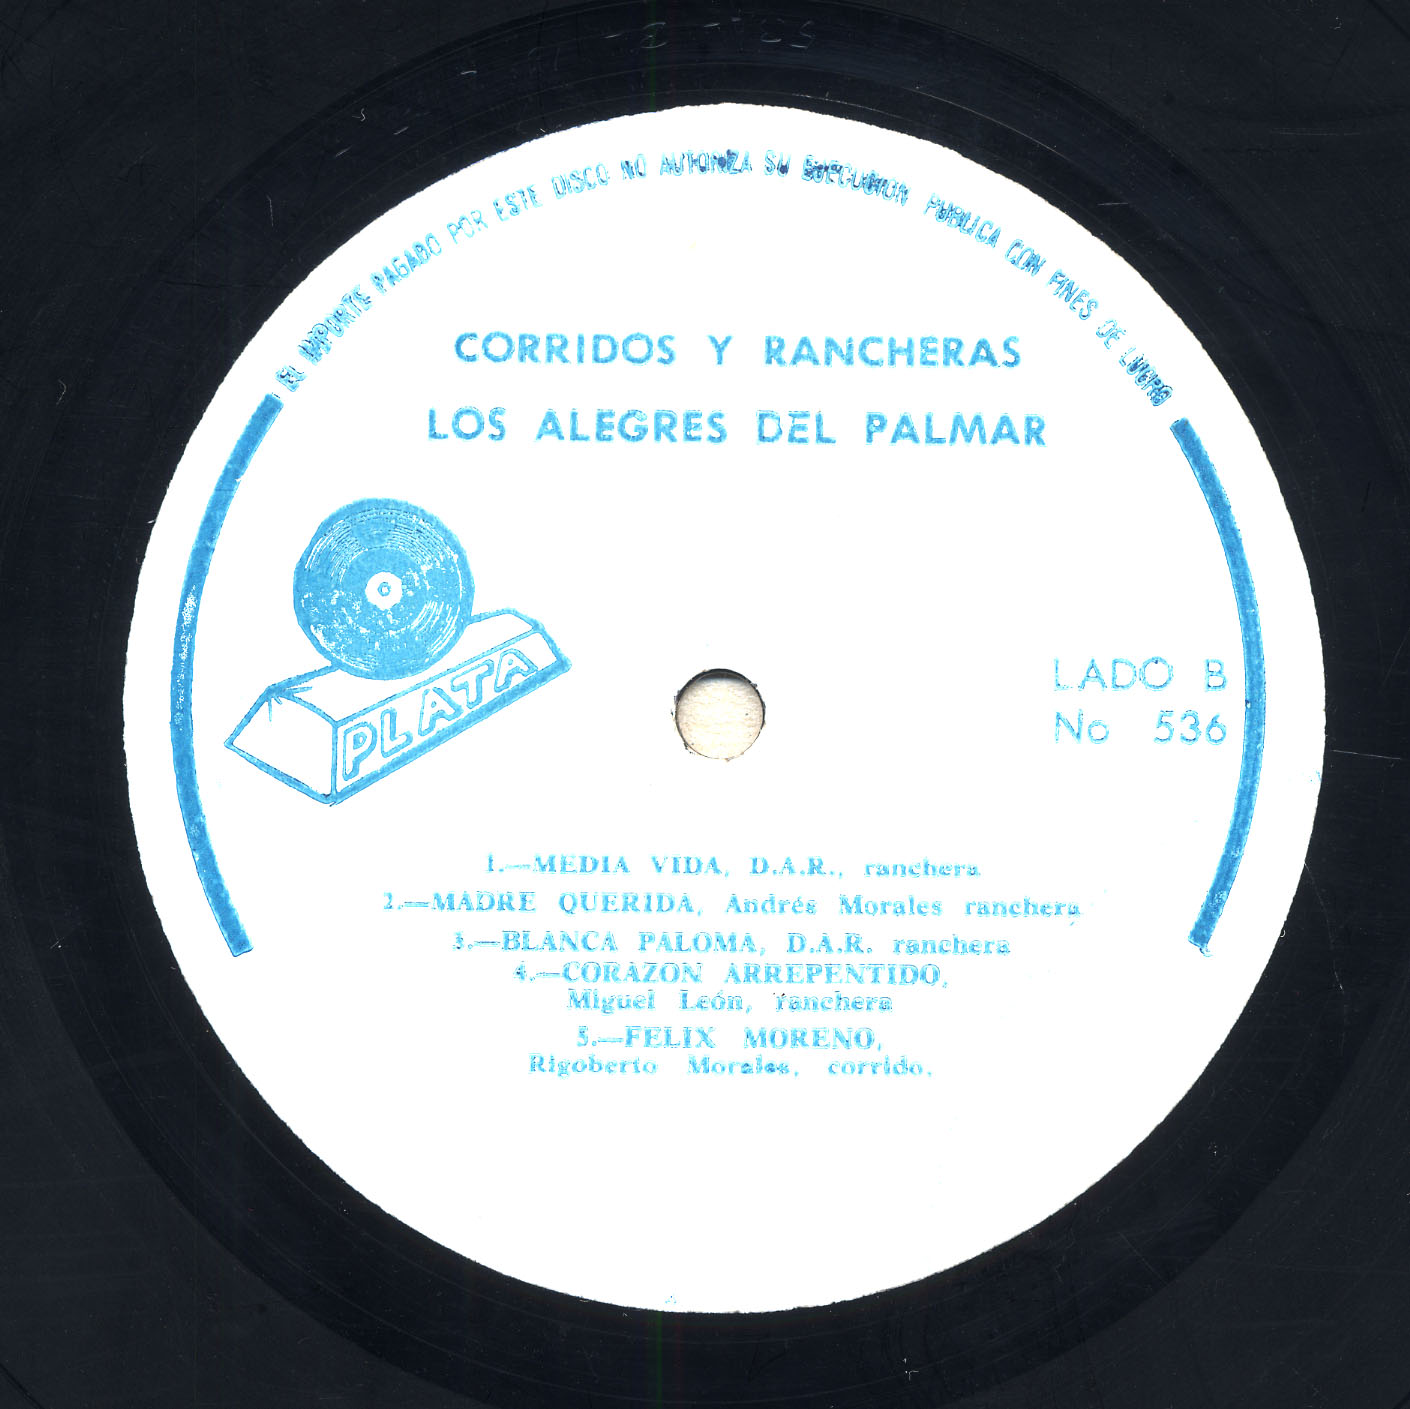 EL IMPORTE PAGADO POR ESTE DISCO NO AUTORIZA SU EJECUCION PUBLICA CON FINES DE LUCRO
CORRIDOS Y RANCHERAS
LOS ALEGRES DEL PALMAR
PLATA
LADO B
No 536
1.—MEDIA VIDA, D.A.R., ranchera
2.—MADRE QUERIDA, Andrés Morales ranchera
3.—BLANCA PALOMA, D.A.R. ranchera
4.—CORAZON ARREPENTIDO,
Miguel León, ranchera
5.—FELIX MORENO,
Rigoberto Morales, corrido.